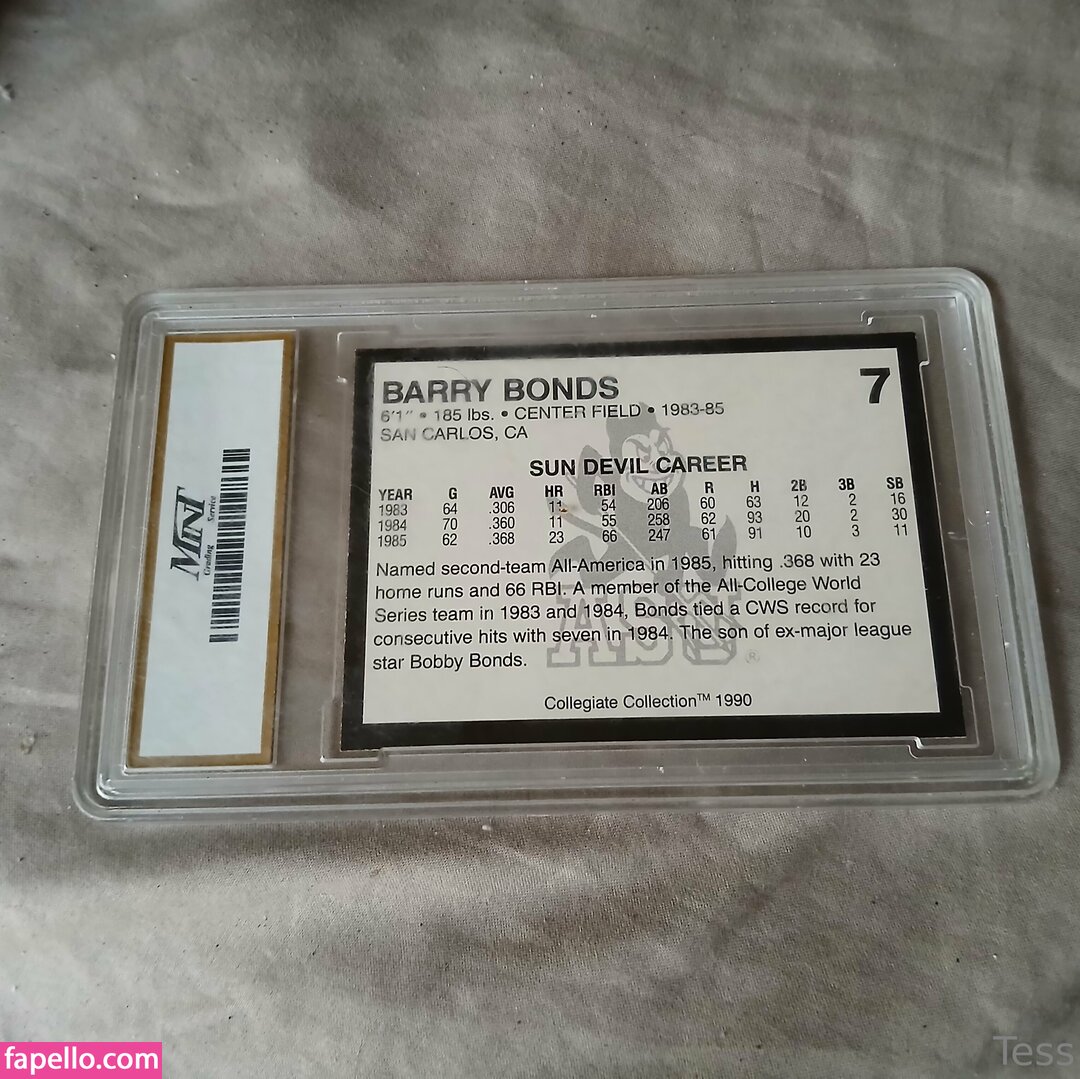 BARRY BONDS
7
6'1" • 185 lbs. • CENTER FIELD • 1983-85
SAN CARLOS, CA
SUN DEVIL CAREER
YEAR G AVG HR RBI AB R H 2B 3B SB
1983 64 .306 11 54 206 60 63 12 2 16
1984 70 .360 11 55 258 62 93 20 2 30
1985 62 .368 23 66 247 61 91 10 3 11
Named second-team All-America in 1985, hitting .368 with 23
home runs and 66 RBI. A member of the All-College World
Series team in 1983 and 1984, Bonds tied a CWS record for
consecutive hits with seven in 1984. The son of ex-major league
star Bobby Bonds.
ASU ®
Collegiate Collection™ 1990
MINT
Grading Service
fapello.com
Tess